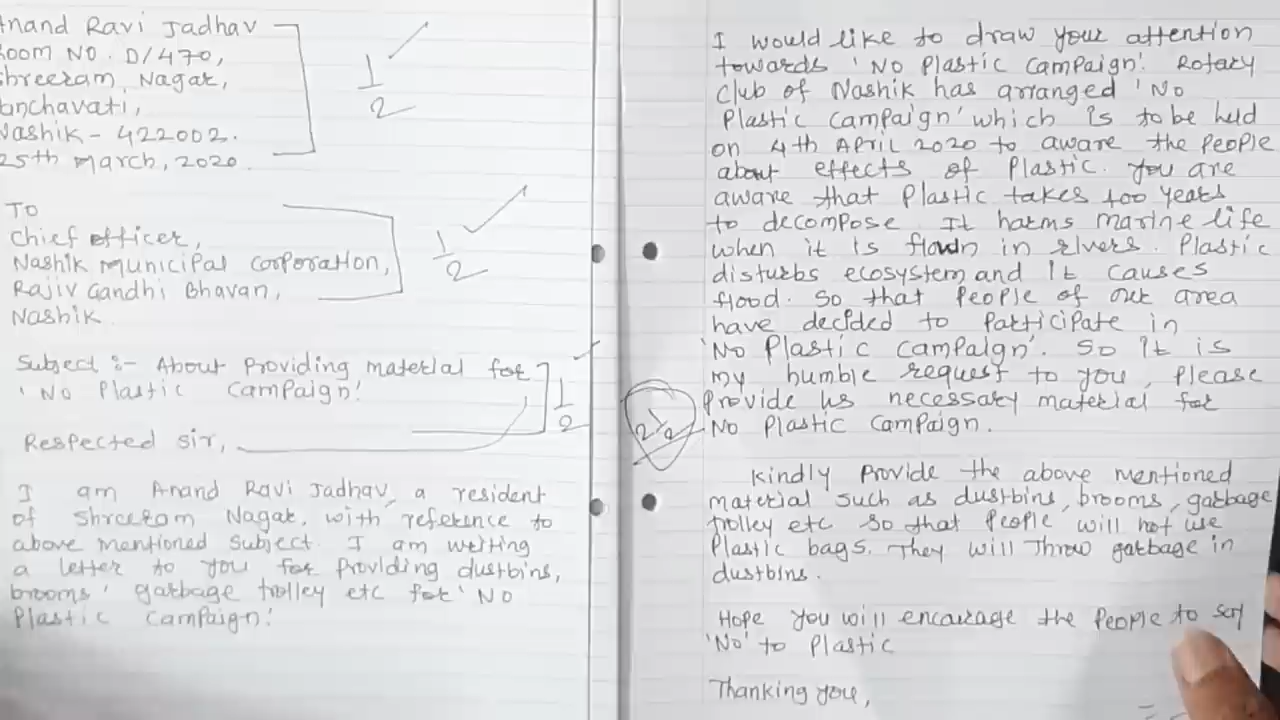 Anand Ravi Jadhav
Room No. D/470,
Shreeram Nagar,
Panchavati,
Nashik - 422002.
25th March, 2020
1/2
To
Chief officer,
Nashik Municipal Corporation,
Rajiv Gandhi Bhavan,
Nashik.
1/2
Subject :- About Providing material for
'No Plastic Campaign'
1/2
Respected sir,
I am Anand Ravi Jadhav, a resident
of Shreeram Nagar, with reference to
above mentioned subject. I am writing
a letter to you for providing dustbins,
brooms, garbage trolley etc for 'No
Plastic Campaign'
I would like to draw your attention
towards 'No Plastic Campaign'. Rotary
club of Nashik has arranged 'No
Plastic Campaign' which is to be held
on 4th April 2020 to aware the people
about effects of Plastic. You are
aware that Plastic takes 400 years
to decompose. It harms marine life
when it is flown in rivers. Plastic
disturbs ecosystem and it causes
flood. So that people of our area
have decided to participate in
'No Plastic Campaign'. So it is
my humble request to you, please
Provide us necessary material for
No Plastic Campaign.
2 1/2
Kindly Provide the above mentioned
material such as dustbins, brooms, garbage
trolley etc so that people will not use
Plastic bags. They will throw garbage in
dustbins.
Hope you will encourage the people to say
'No' to Plastic
Thanking you,